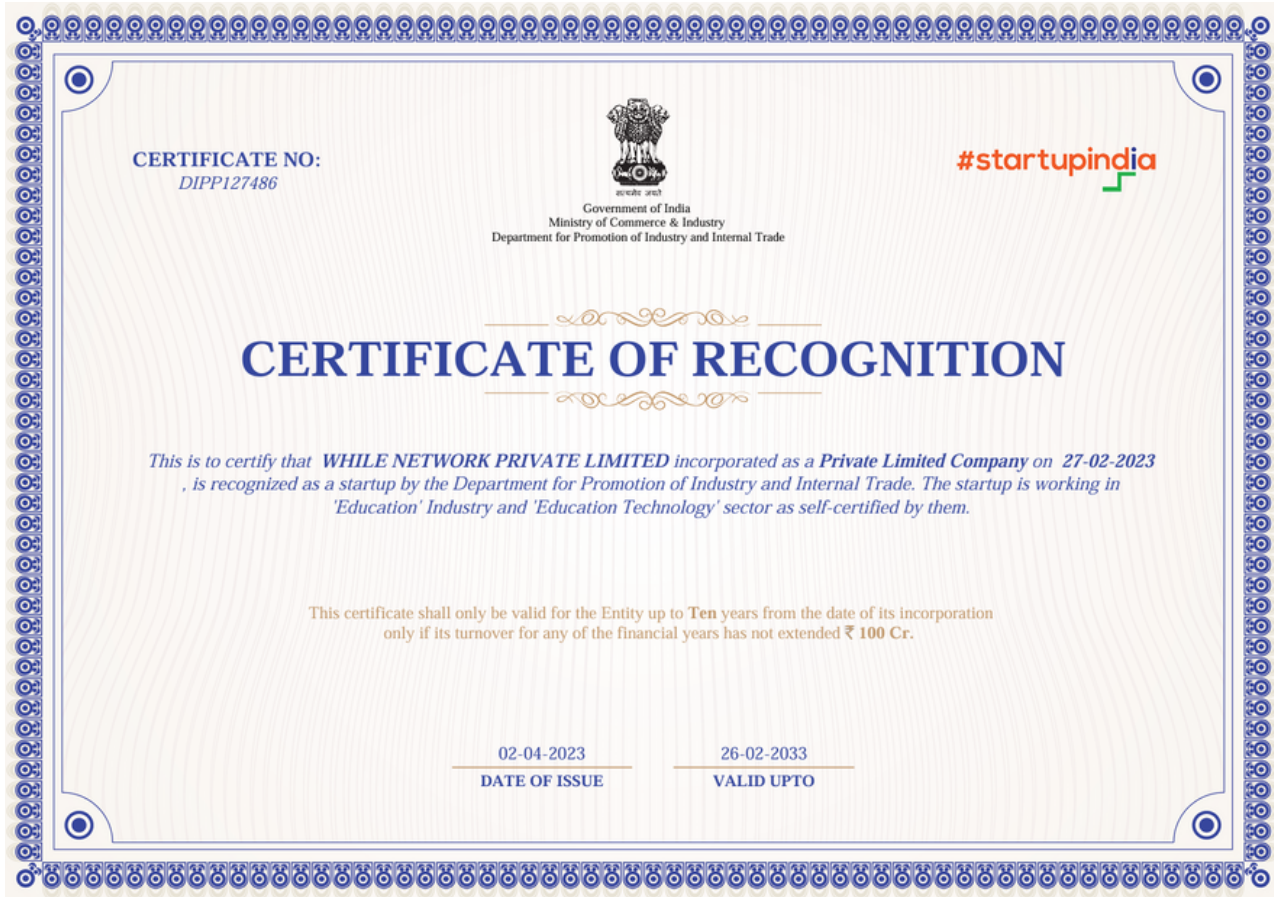 CERTIFICATE NO:
DIPP127486
सत्यमेव जयते
Government of India
Ministry of Commerce & Industry
Department for Promotion of Industry and Internal Trade
#startupindia
CERTIFICATE OF RECOGNITION
This is to certify that WHILE NETWORK PRIVATE LIMITED incorporated as a Private Limited Company on 27-02-2023
, is recognized as a startup by the Department for Promotion of Industry and Internal Trade. The startup is working in
'Education' Industry and 'Education Technology' sector as self-certified by them.
This certificate shall only be valid for the Entity up to Ten years from the date of its incorporation
only if its turnover for any of the financial years has not extended ₹ 100 Cr.
02-04-2023
DATE OF ISSUE
26-02-2033
VALID UPTO